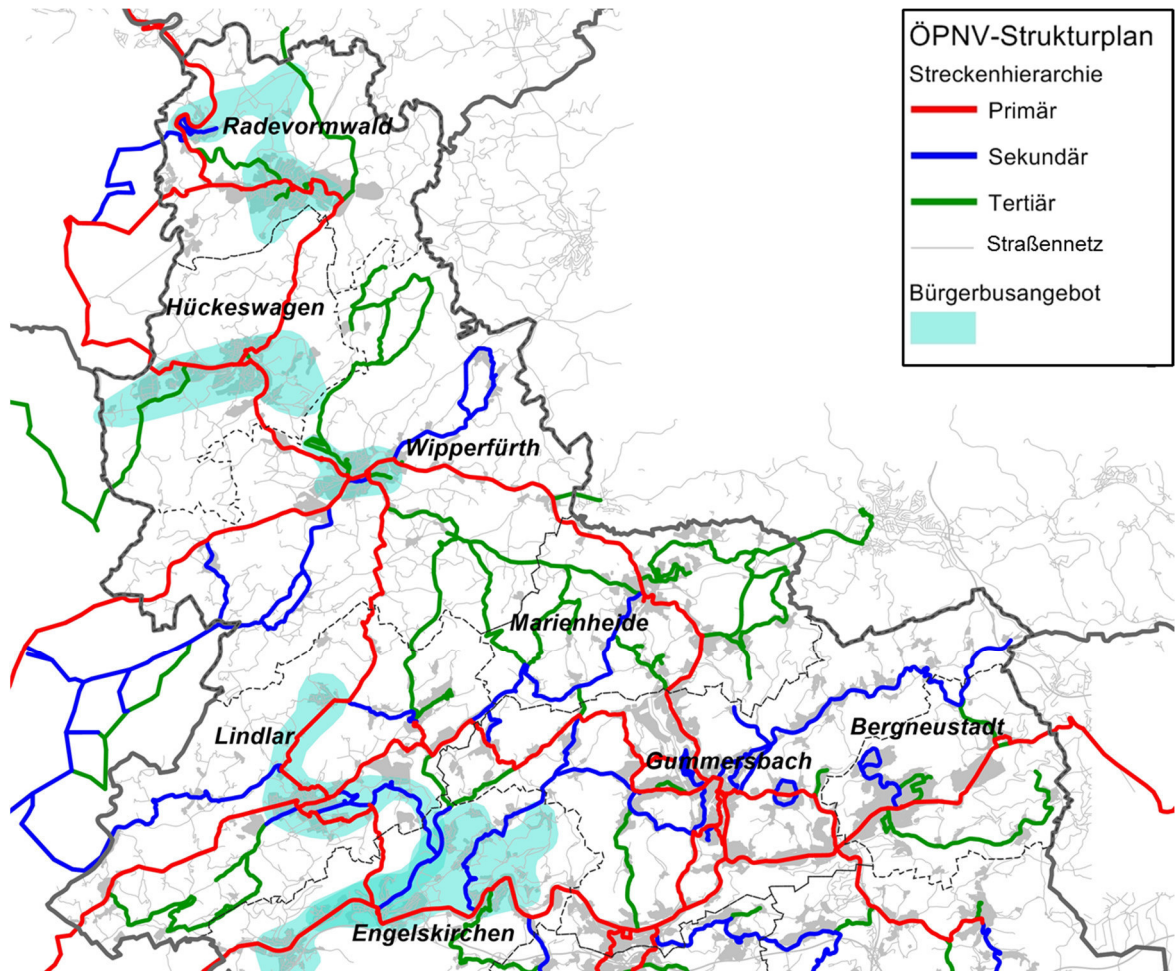 ÖPNV-Strukturplan
Streckenhierarchie
Primär
Sekundär
Tertiär
Straßennetz
Bürgerbusangebot
Radevormwald
Hückeswagen
Wipperfürth
Marienheide
Lindlar
Bergneustadt
Gummersbach
Engelskirchen